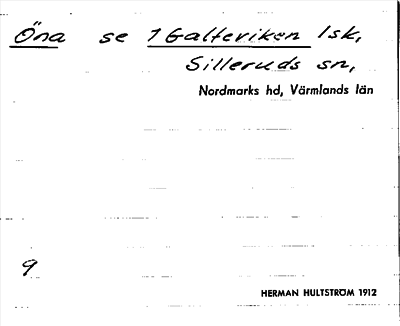 Öna se 1 Galteviken lsk,
Silleruds sn,
Nordmarks hd, Värmlands län
9
HERMAN HULTSTRÖM 1912